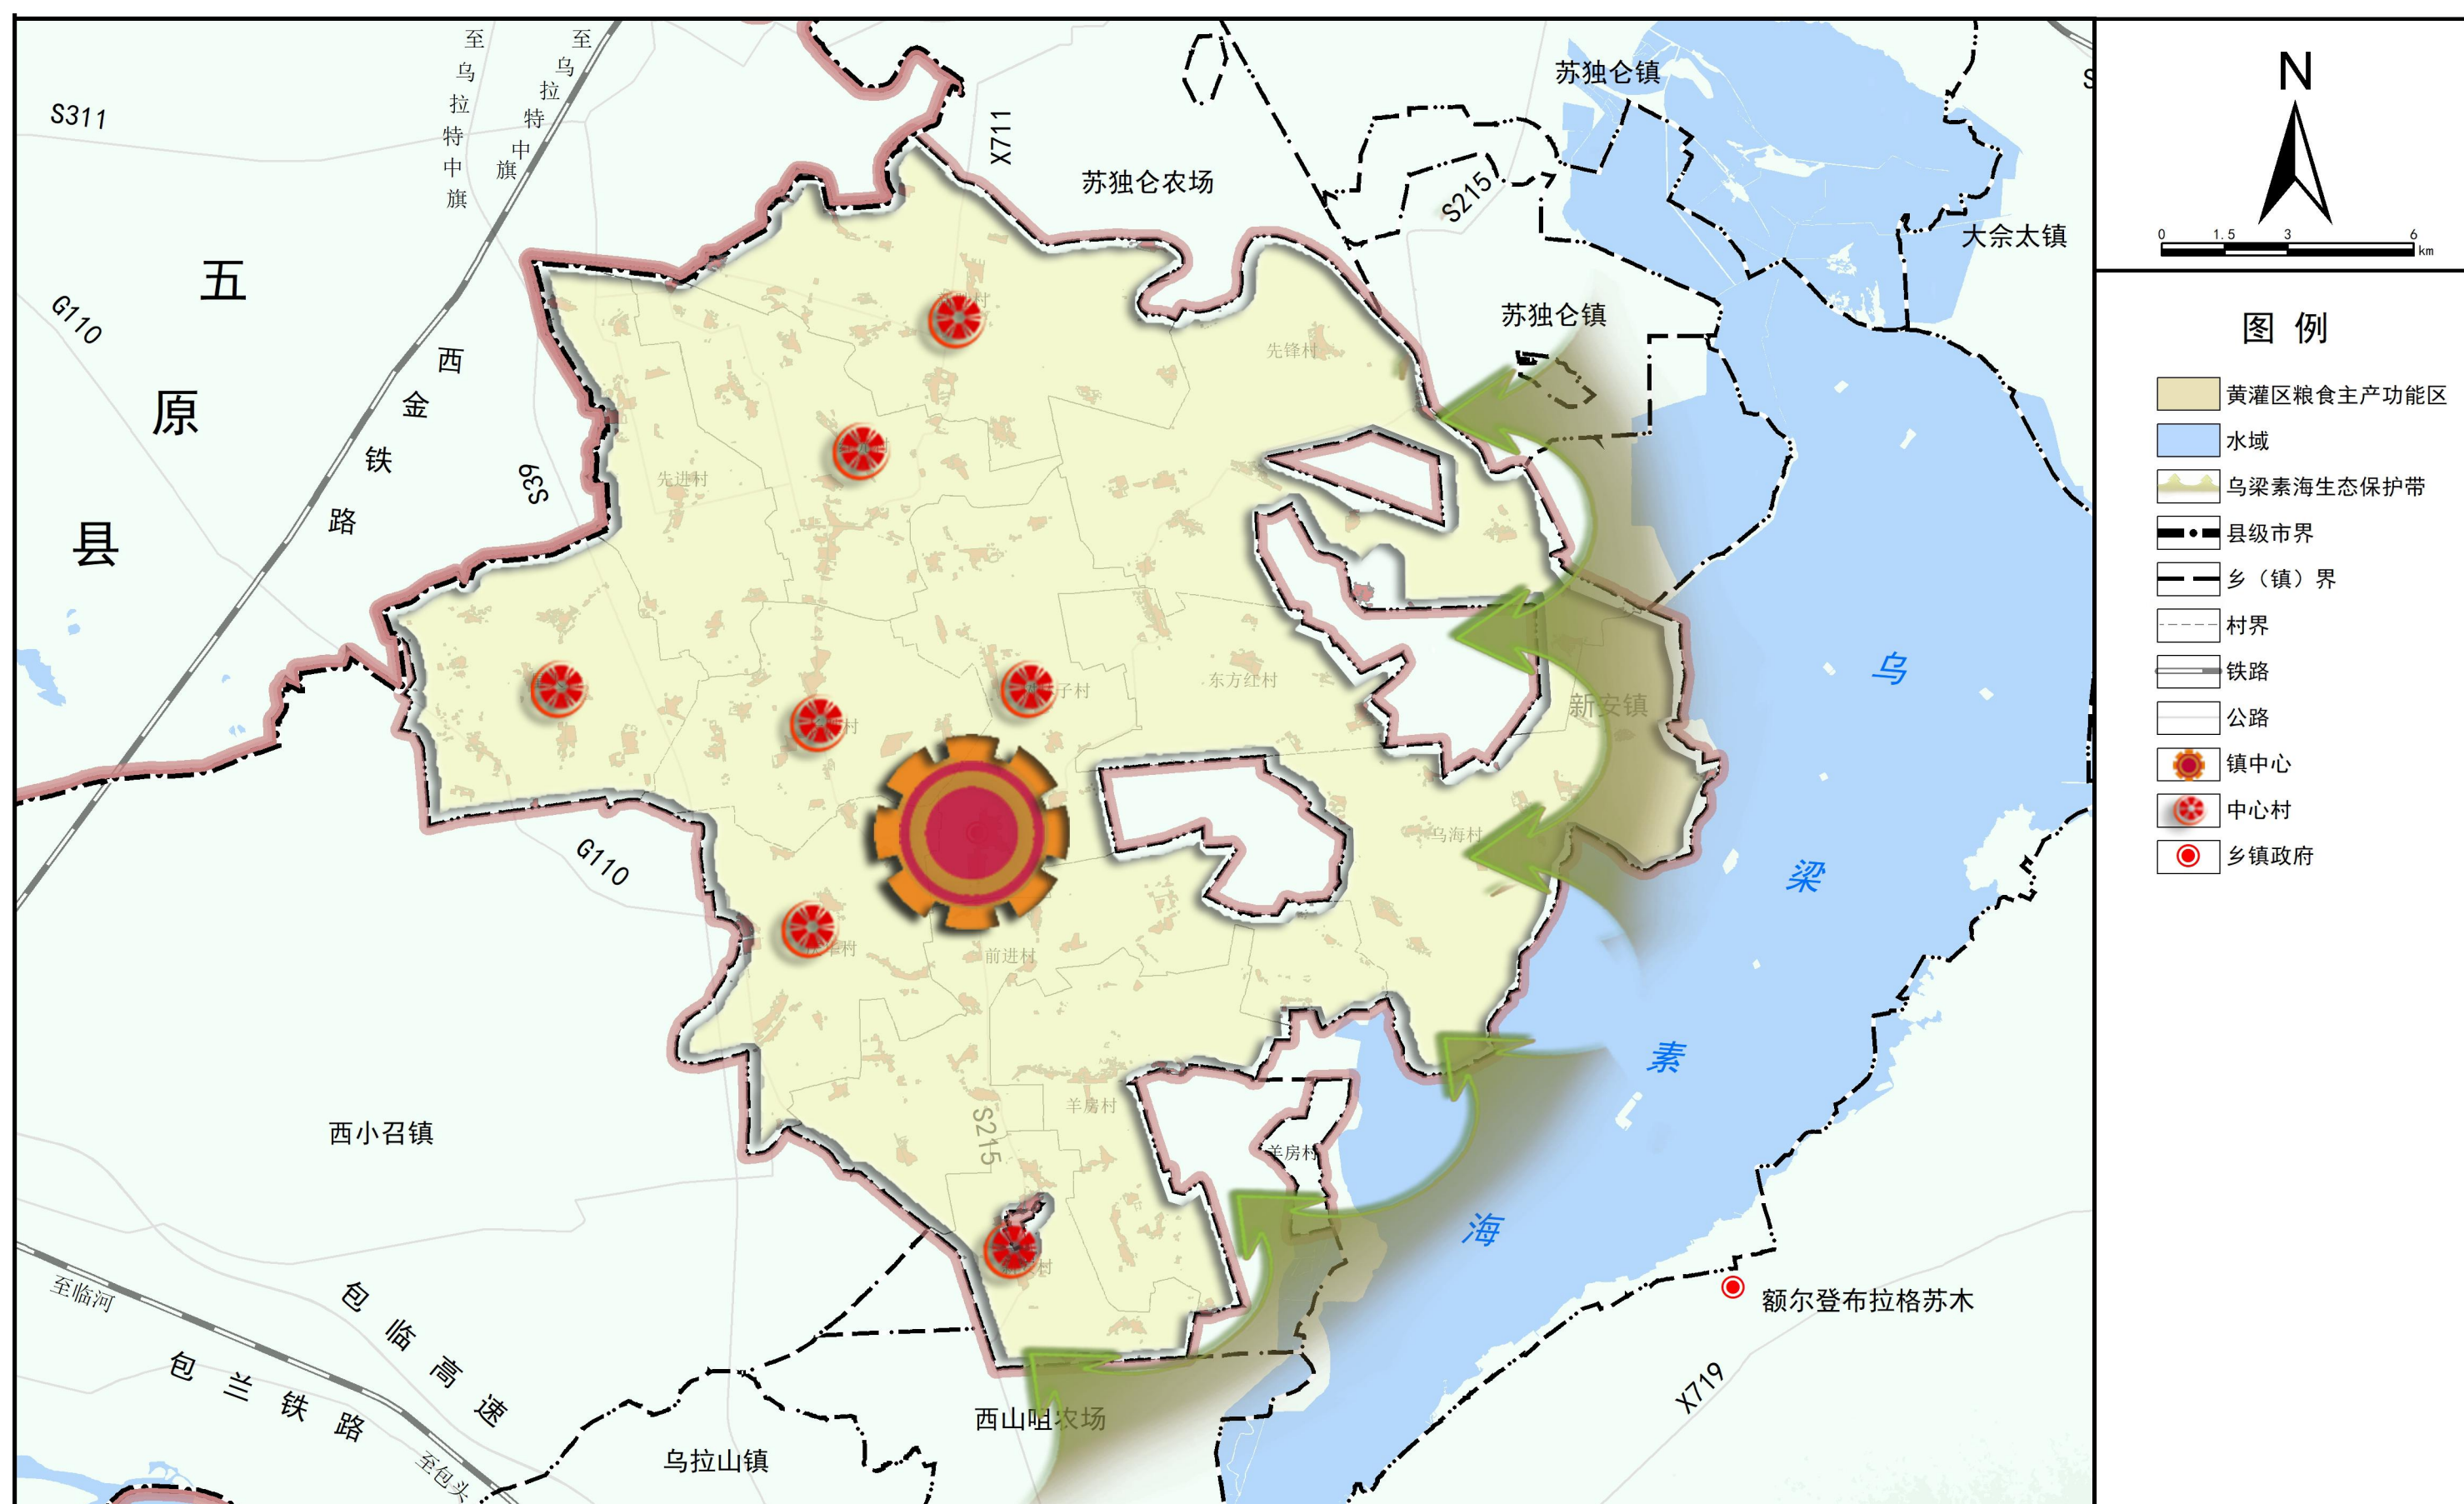 至乌拉特中旗
至乌拉特中旗
S311
X711
苏独仑镇
苏独仑农场
S215
大佘太镇
五原县
G110
西金铁路
S39
苏独仑镇
先锋村
先进村
子村
东方红村
新安镇
村
乌海村
G110
村
前进村
羊房村
S215
羊房村
村
西小召镇
乌梁素海
额尔登布拉格苏木
X719
至临河
包临高速
包兰铁路
至包头
西山咀农场
乌拉山镇
N
0 1.5 3 6
km
图 例
黄灌区粮食主产功能区
水域
乌梁素海生态保护带
县级市界
乡（镇）界
村界
铁路
公路
镇中心
中心村
乡镇政府